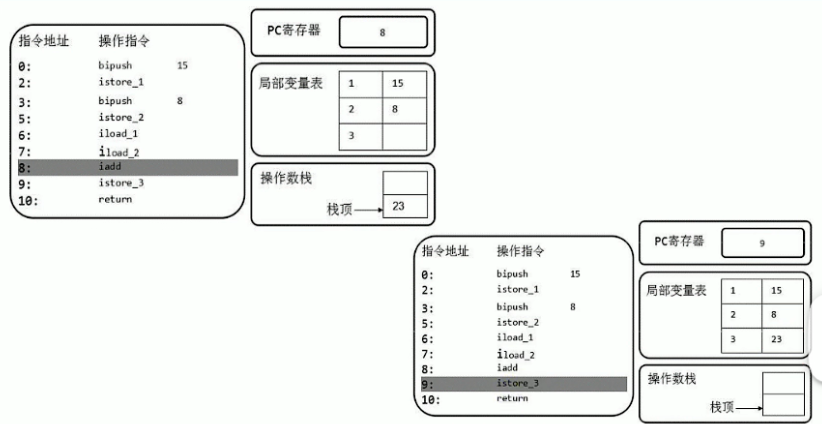 指令地址 操作指令
0: bipush 15
2: istore_1
3: bipush 8
5: istore_2
6: iload_1
7: iload_2
8: iadd
9: istore_3
10: return
PC寄存器 8
局部变量表 1 15
2 8
3
操作数栈
栈顶 23
指令地址 操作指令
0: bipush 15
2: istore_1
3: bipush 8
5: istore_2
6: iload_1
7: iload_2
8: iadd
9: istore_3
10: return
PC寄存器 9
局部变量表 1 15
2 8
3 23
操作数栈
栈顶